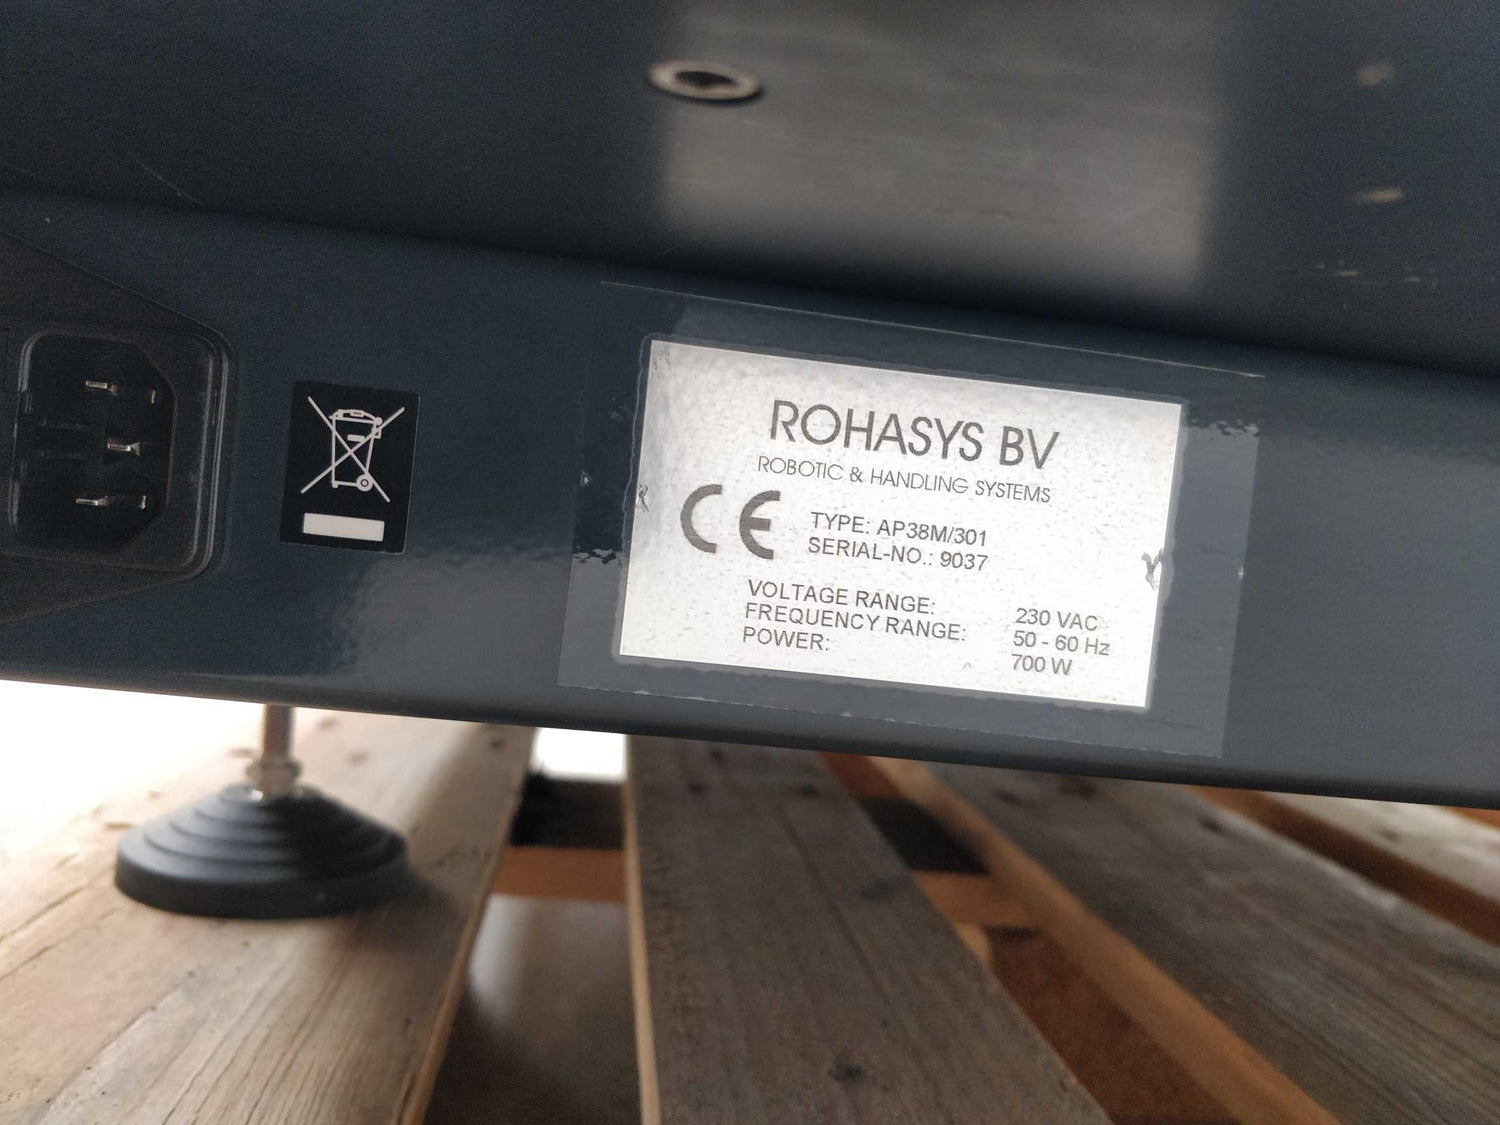 ROHASYS BV
ROBOTIC & HANDLING SYSTEMS
CE TYPE: AP38M/301
SERIAL-NO.: 9037
VOLTAGE RANGE: 230 VAC
FREQUENCY RANGE: 50 - 60 Hz
POWER: 700 W